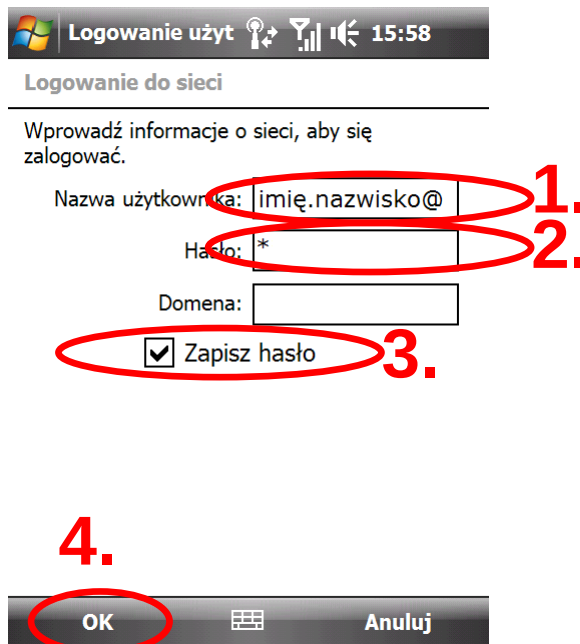 Logowanie użyt 15:58
Logowanie do sieci
Wprowadź informacje o sieci, aby się
zalogować.
Nazwa użytkownika: imię.nazwisko@ 1.
Hasło: * 2.
Domena:
Zapisz hasło 3.
4.
OK Anuluj